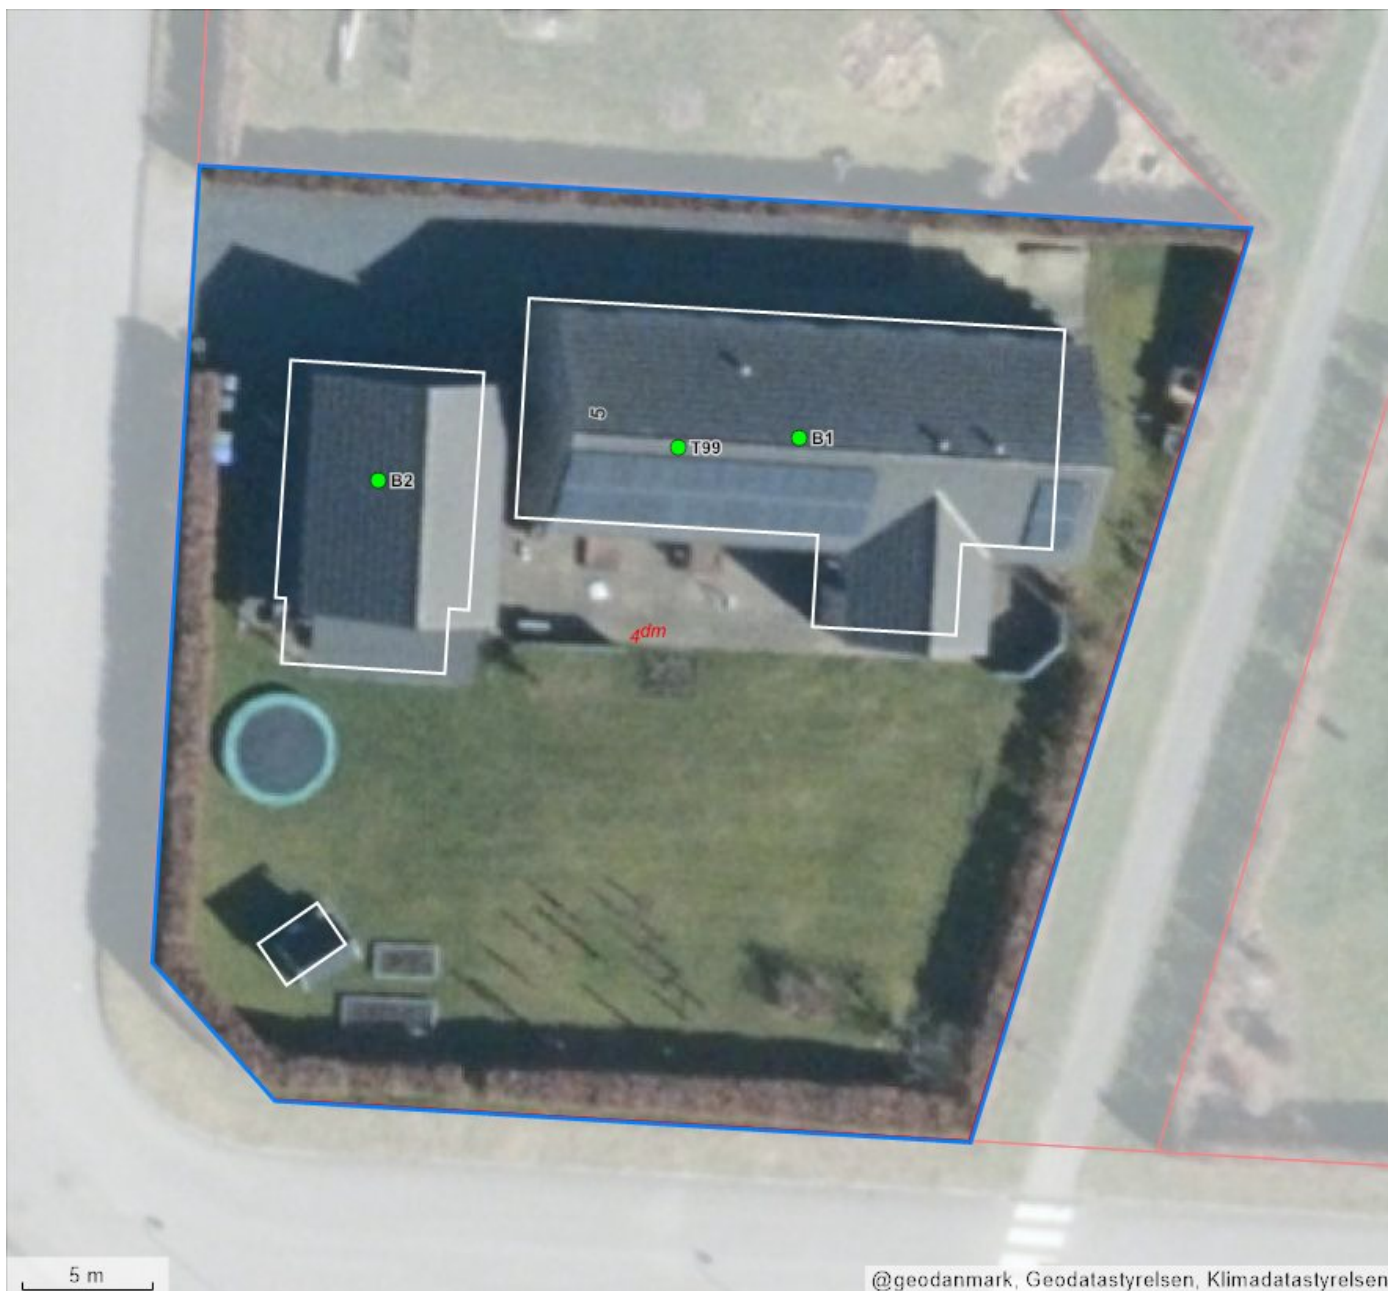 5
B1
T99
B2
4dm
5 m
@geodanmark, Geodatastyrelsen, Klimadatastyrelsen